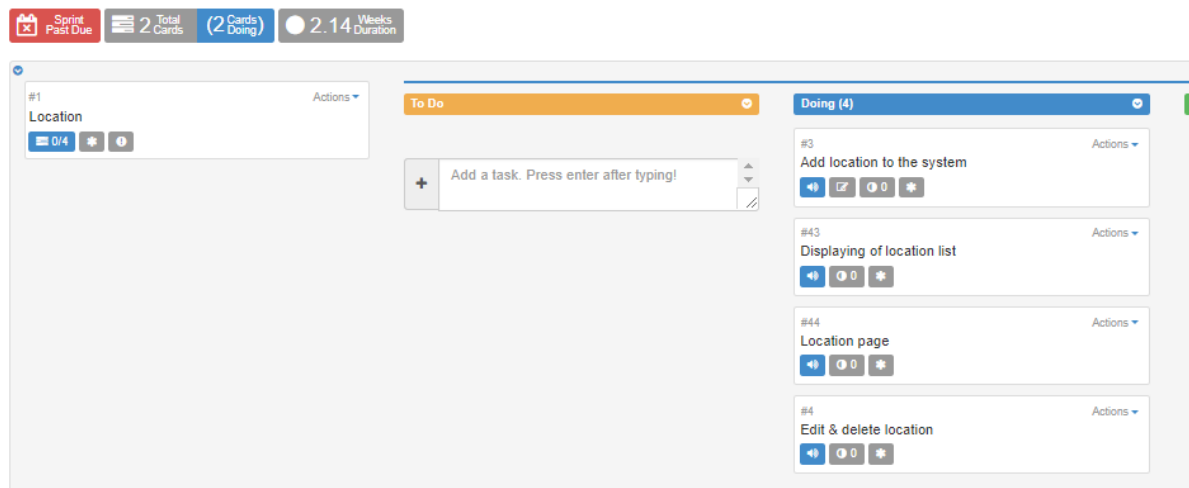 Sprint
Past Due
2 Total
Cards
(2 Cards
Doing)
2.14 Weeks
Duration
#1
Actions
Location
0/4
To Do
Add a task. Press enter after typing!
Doing (4)
#3
Actions
Add location to the system
0
#43
Actions
Displaying of location list
0
#44
Actions
Location page
0
#4
Actions
Edit & delete location
0